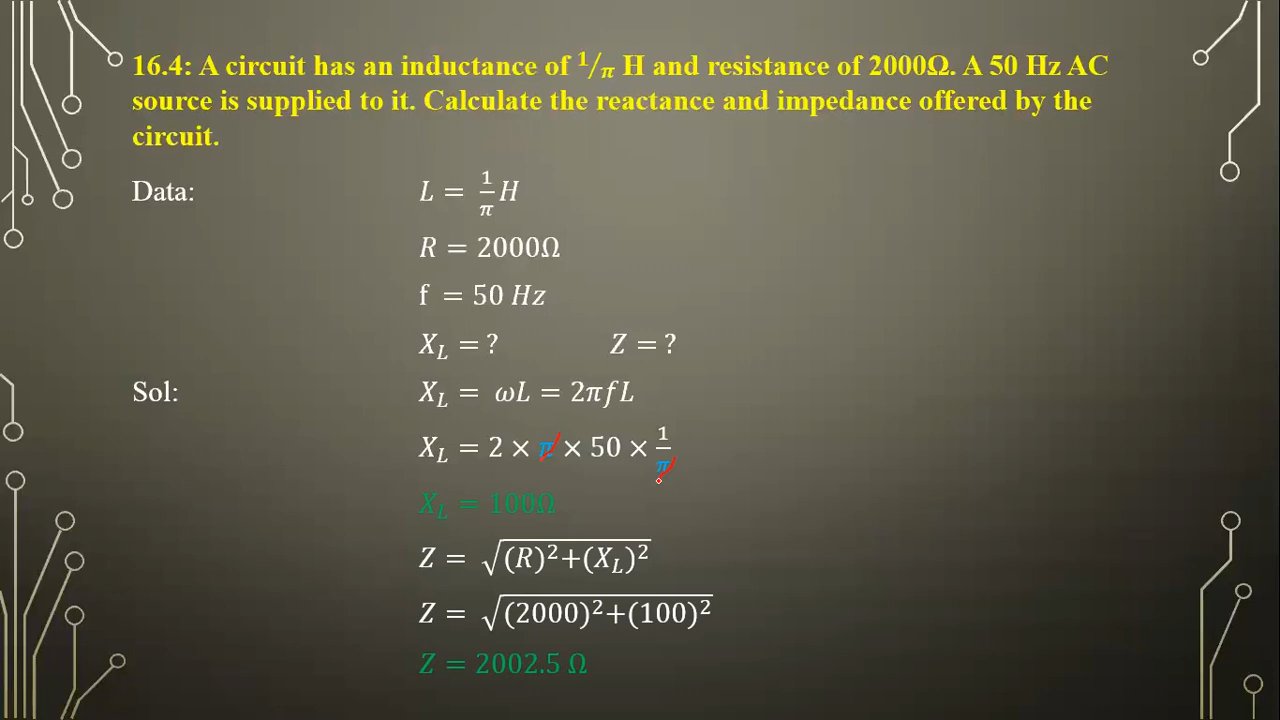 16.4: A circuit has an inductance of ¹/π H and resistance of 2000Ω. A 50 Hz AC
source is supplied to it. Calculate the reactance and impedance offered by the
circuit.
Data: L = 1/π H
R = 2000Ω
f = 50 Hz
X_L = ? Z = ?
Sol: X_L = ωL = 2πfL
X_L = 2 × π × 50 × 1/π
X_L = 100Ω
Z = √((R)²+(X_L)²)
Z = √((2000)²+(100)²)
Z = 2002.5 Ω